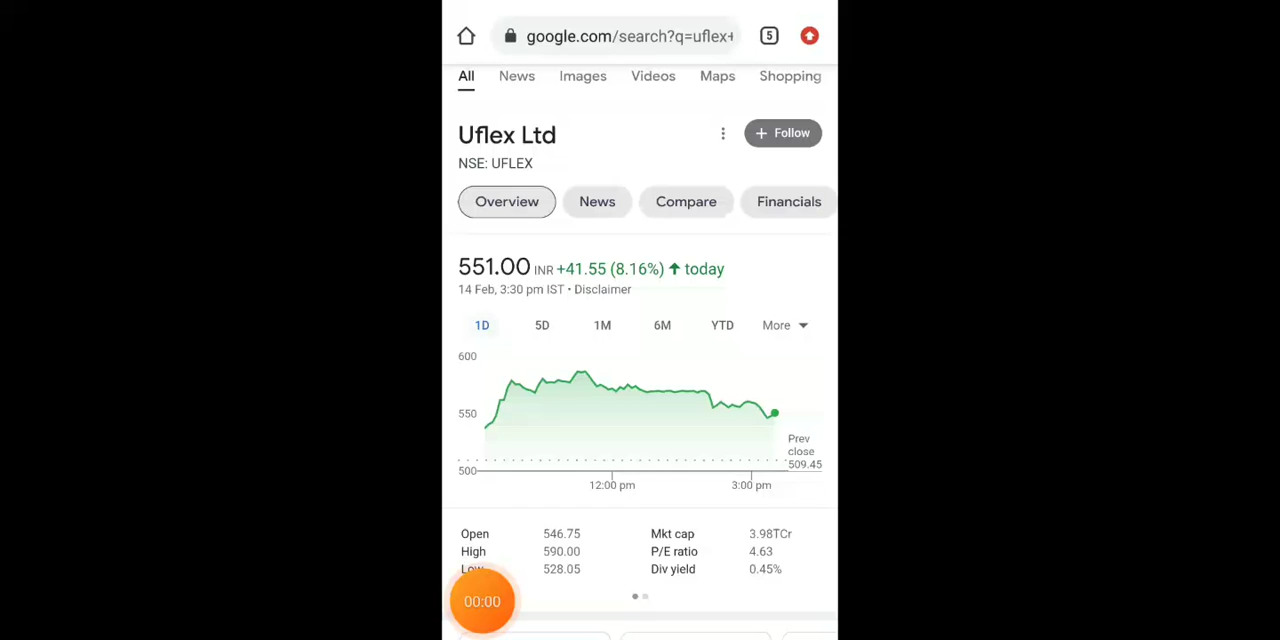 google.com/search?q=uflex+
5
All News Images Videos Maps Shopping
Uflex Ltd
+ Follow
NSE: UFLEX
Overview News Compare Financials
551.00 INR +41.55 (8.16%) ↑ today
14 Feb, 3:30 pm IST • Disclaimer
1D 5D 1M 6M YTD More
600
550
500
Prev
close
509.45
12:00 pm 3:00 pm
Open 546.75 Mkt cap 3.98TCr
High 590.00 P/E ratio 4.63
Low 528.05 Div yield 0.45%
00:00